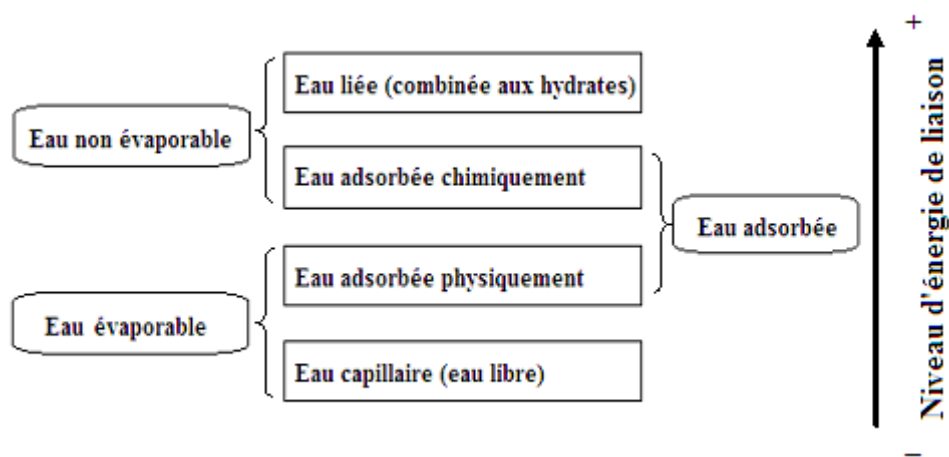 +
Eau liée (combinée aux hydrates)
Eau non évaporable
Eau adsorbée chimiquement
Eau adsorbée
Eau adsorbée physiquement
Eau évaporable
Eau capillaire (eau libre)
Niveau d'énergie de liaison
–